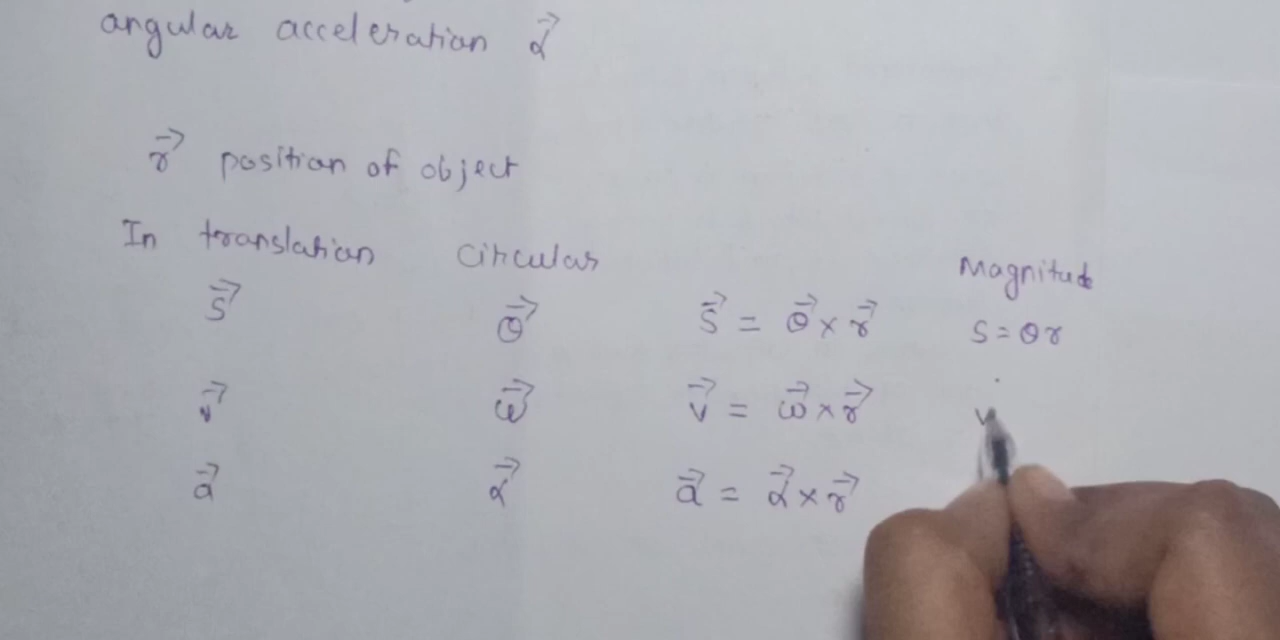 angular acceleration α⃗
r⃗ position of object
In translation Circular Magnitude
s⃗ θ⃗ s⃗ = θ⃗ × r⃗ s = θr
v⃗ ω⃗ v⃗ = ω⃗ × r⃗ v
a⃗ α⃗ a⃗ = α⃗ × r⃗